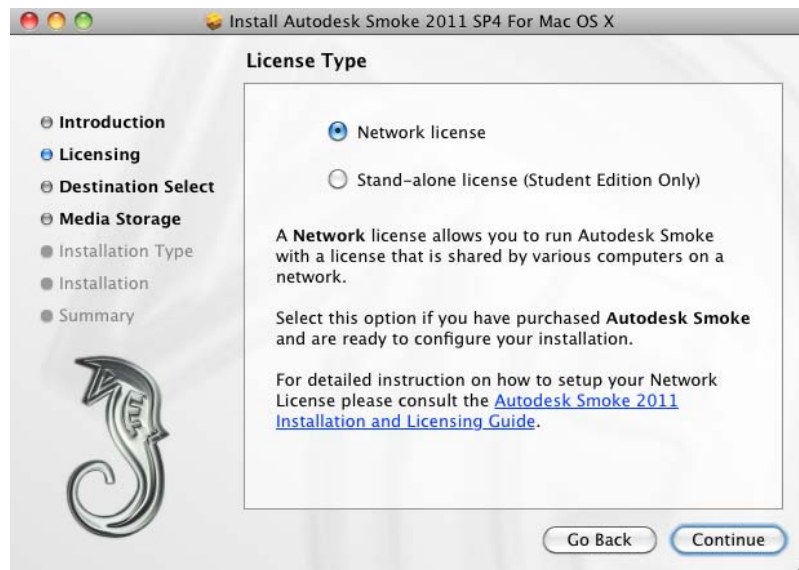 Install Autodesk Smoke 2011 SP4 For Mac OS X
License Type
Introduction
Licensing
Destination Select
Media Storage
Installation Type
Installation
Summary
Network license
Stand-alone license (Student Edition Only)
A Network license allows you to run Autodesk Smoke
with a license that is shared by various computers on a
network.
Select this option if you have purchased Autodesk Smoke
and are ready to configure your installation.
For detailed instruction on how to setup your Network
License please consult the Autodesk Smoke 2011
Installation and Licensing Guide.
Go Back
Continue